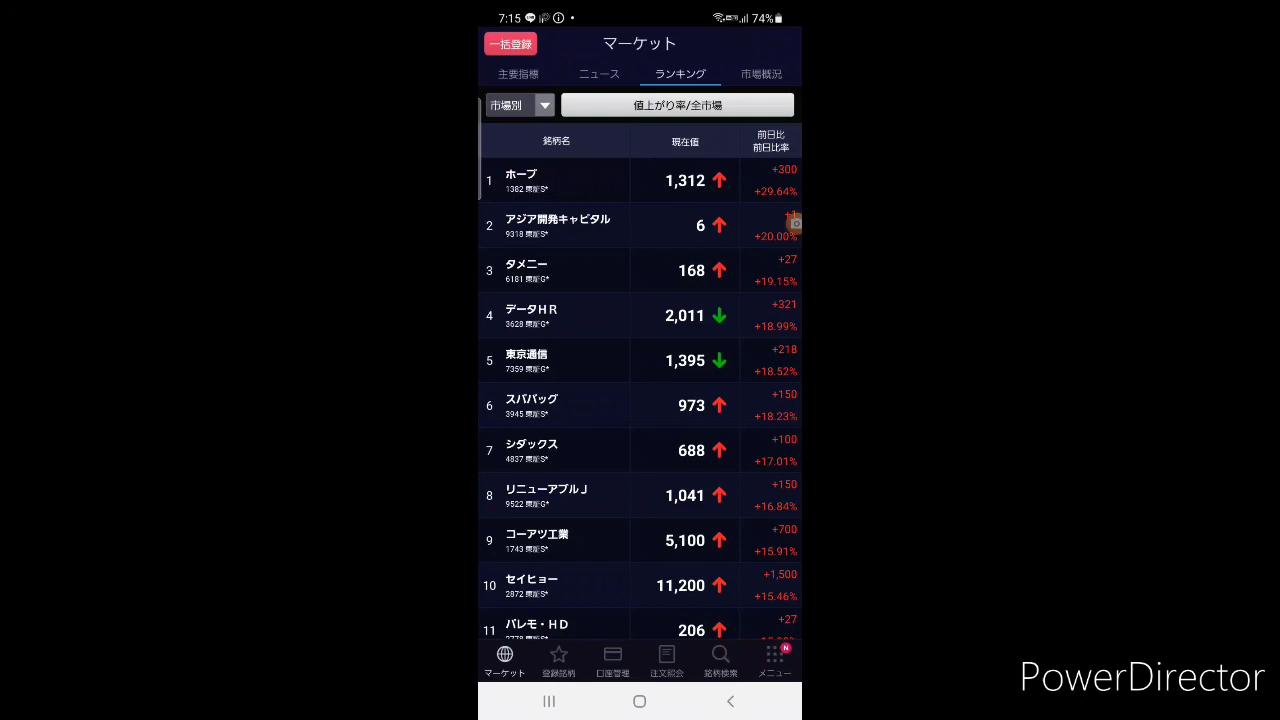 7:15
74%
一括登録
マーケット
主要指標 ニュース ランキング 市場概況
市場別 値上がり率/全市場
銘柄名 現在値 前日比
前日比率
1 ホープ 1,312 +300
1382 東証S* +29.64%
2 アジア開発キャピタル 6 +1
9318 東証S* +20.00%
3 タメニー 168 +27
6181 東証G* +19.15%
4 データHR 2,011 +321
3628 東証G* +18.99%
5 東京通信 1,395 +218
7359 東証G* +18.52%
6 スパバッグ 973 +150
3945 東証S* +18.23%
7 シダックス 688 +100
4837 東証S* +17.01%
8 リニューアブルJ 1,041 +150
9522 東証G* +16.84%
9 コーアツ工業 5,100 +700
1743 東証S* +15.91%
10 セイヒョー 11,200 +1,500
2872 東証S* +15.46%
11 パレモ・HD 206 +27
マーケット 登録銘柄 口座管理 注文照会 銘柄検索 メニュー
N
PowerDirector